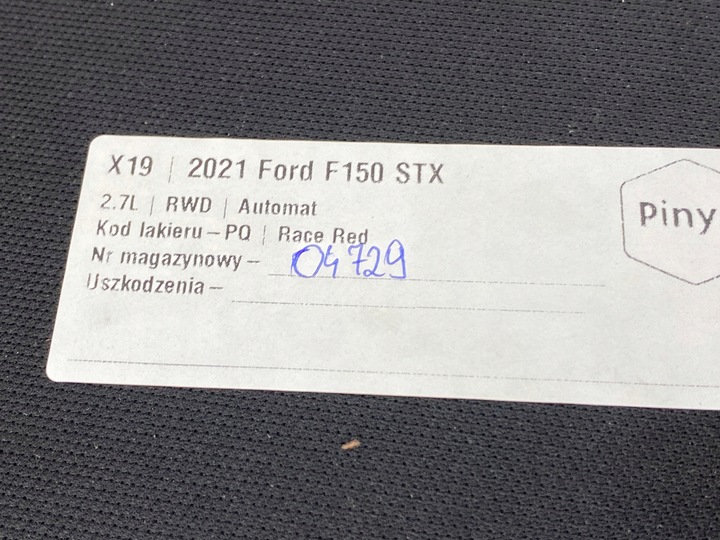 X19 | 2021 Ford F150 STX
2.7L | RWD | Automat
Kod lakieru – PQ | Race Red
Nr magazynowy – 04729
Uszkodzenia –
Piny